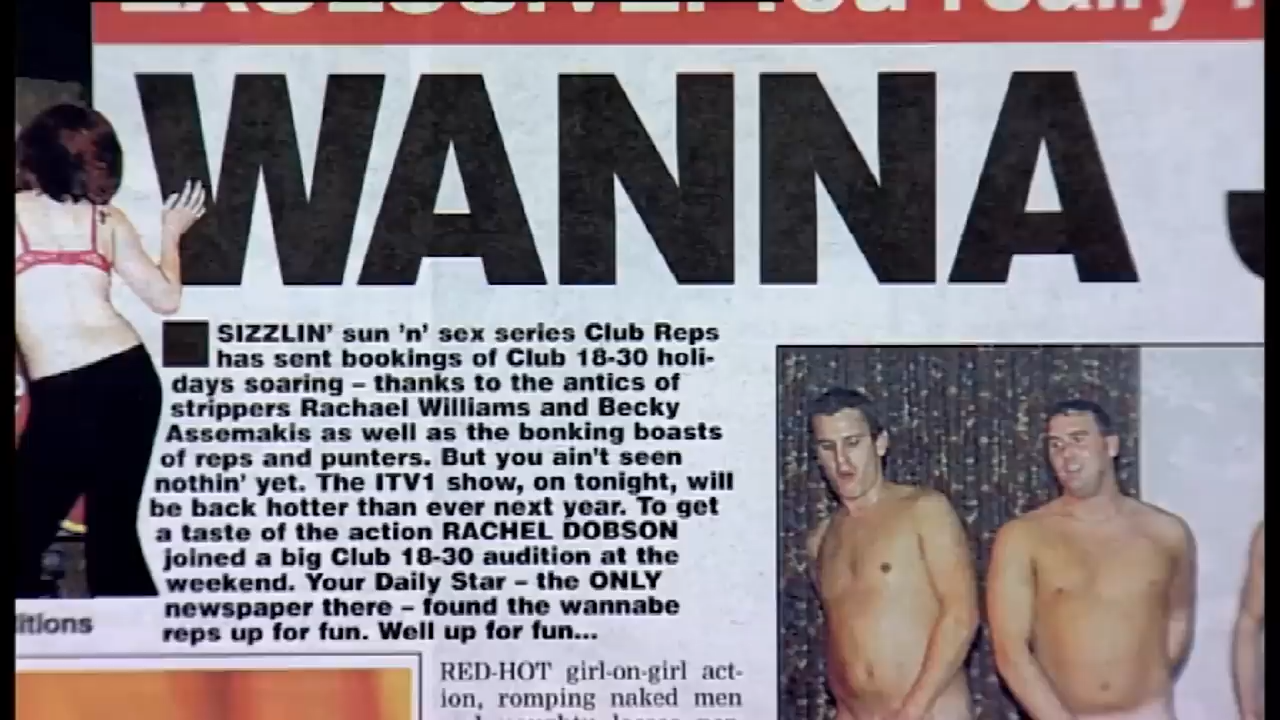 EXCLUSIVE: You really
WANNA
SIZZLIN' sun 'n' sex series Club Reps
has sent bookings of Club 18-30 holi-
days soaring – thanks to the antics of
strippers Rachael Williams and Becky
Assemakis as well as the bonking boasts
of reps and punters. But you ain't seen
nothin' yet. The ITV1 show, on tonight, will
be back hotter than ever next year. To get
a taste of the action RACHEL DOBSON
joined a big Club 18-30 audition at the
weekend. Your Daily Star – the ONLY
newspaper there – found the wannabe
reps up for fun. Well up for fun...
itions
RED-HOT girl-on-girl act-
ion, romping naked men